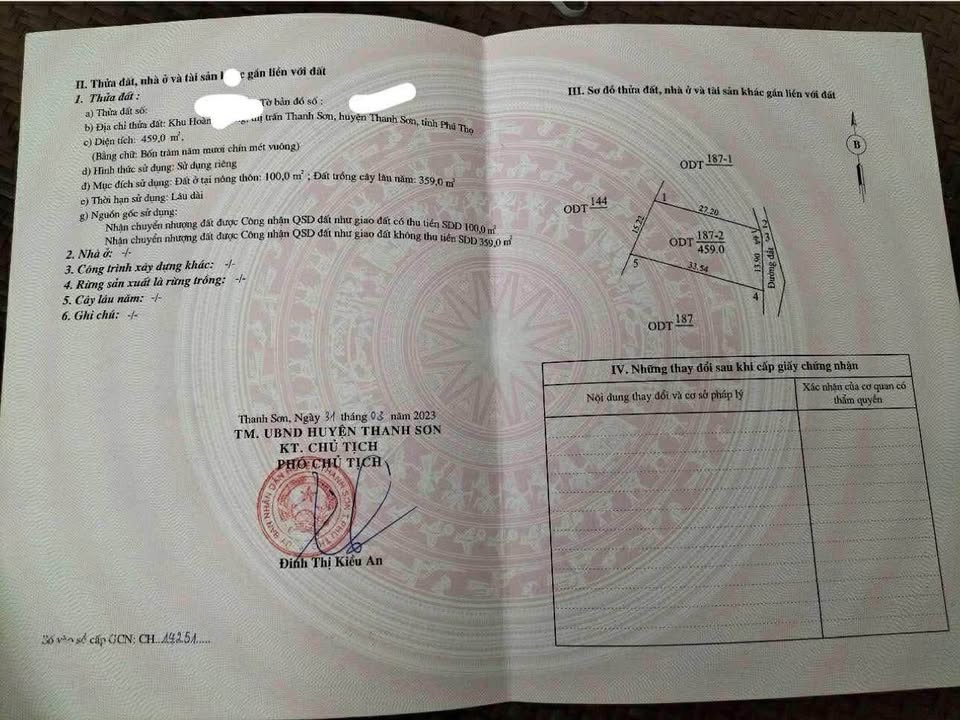 II. Thửa đất, nhà ở và tài sản c gắn liền với đất
1. Thửa đất :
a) Thửa đất số: Tờ bản đồ số :
b) Địa chỉ thửa đất: Khu Hoàn thị trấn Thanh Sơn, huyện Thanh Sơn, tỉnh Phú Thọ
c) Diện tích: 459,0 m²,
(Bằng chữ: Bốn trăm năm mươi chín mét vuông)
d) Hình thức sử dụng: Sử dụng riêng
đ) Mục đích sử dụng: Đất ở tại nông thôn: 100,0 m² ; Đất trồng cây lâu năm: 359,0 m²
e) Thời hạn sử dụng: Lâu dài
g) Nguồn gốc sử dụng:
Nhận chuyển nhượng đất được Công nhận QSD đất như giao đất có thu tiền SDD 100,0 m²
Nhận chuyển nhượng đất được Công nhận QSD đất như giao đất không thu tiền SDD 359,0 m²
2. Nhà ở: -/-
3. Công trình xây dựng khác: -/-
4. Rừng sản xuất là rừng trồng: -/-
5. Cây lâu năm: -/-
6. Ghi chú: -/-
Thanh Sơn, Ngày 31 tháng 03 năm 2023
TM. UBND HUYỆN THANH SƠN
KT. CHỦ TỊCH
PHÓ CHỦ TỊCH
Đinh Thị Kiều An
Số vào sổ cấp GCN: CH 14251
III. Sơ đồ thửa đất, nhà ở và tài sản khác gắn liền với đất
B
ODT 187-1
ODT 144
1
27.20
15.22
ODT 187-2
459.0
3
13.90
Đường đất
5
33.54
4
ODT 187
IV. Những thay đổi sau khi cấp giấy chứng nhận
Nội dung thay đổi và cơ sở pháp lý
Xác nhận của cơ quan có
thẩm quyền